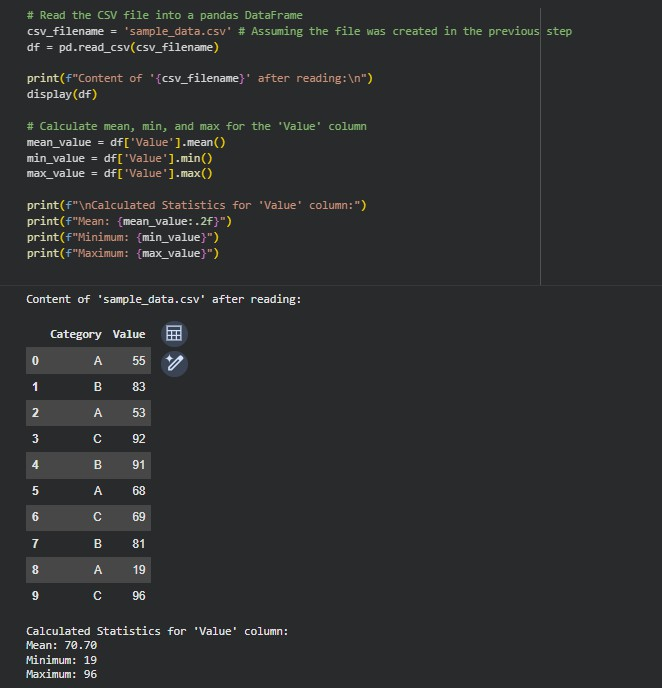 # Read the CSV file into a pandas DataFrame
csv_filename = 'sample_data.csv' # Assuming the file was created in the previous step
df = pd.read_csv(csv_filename)
print(f"Content of '{csv_filename}' after reading:\n")
display(df)
# Calculate mean, min, and max for the 'Value' column
mean_value = df['Value'].mean()
min_value = df['Value'].min()
max_value = df['Value'].max()
print(f"\nCalculated Statistics for 'Value' column:")
print(f"Mean: {mean_value:.2f}")
print(f"Minimum: {min_value}")
print(f"Maximum: {max_value}")
Content of 'sample_data.csv' after reading:
Category Value
0 A 55
1 B 83
2 A 53
3 C 92
4 B 91
5 A 68
6 C 69
7 B 81
8 A 19
9 C 96
Calculated Statistics for 'Value' column:
Mean: 70.70
Minimum: 19
Maximum: 96